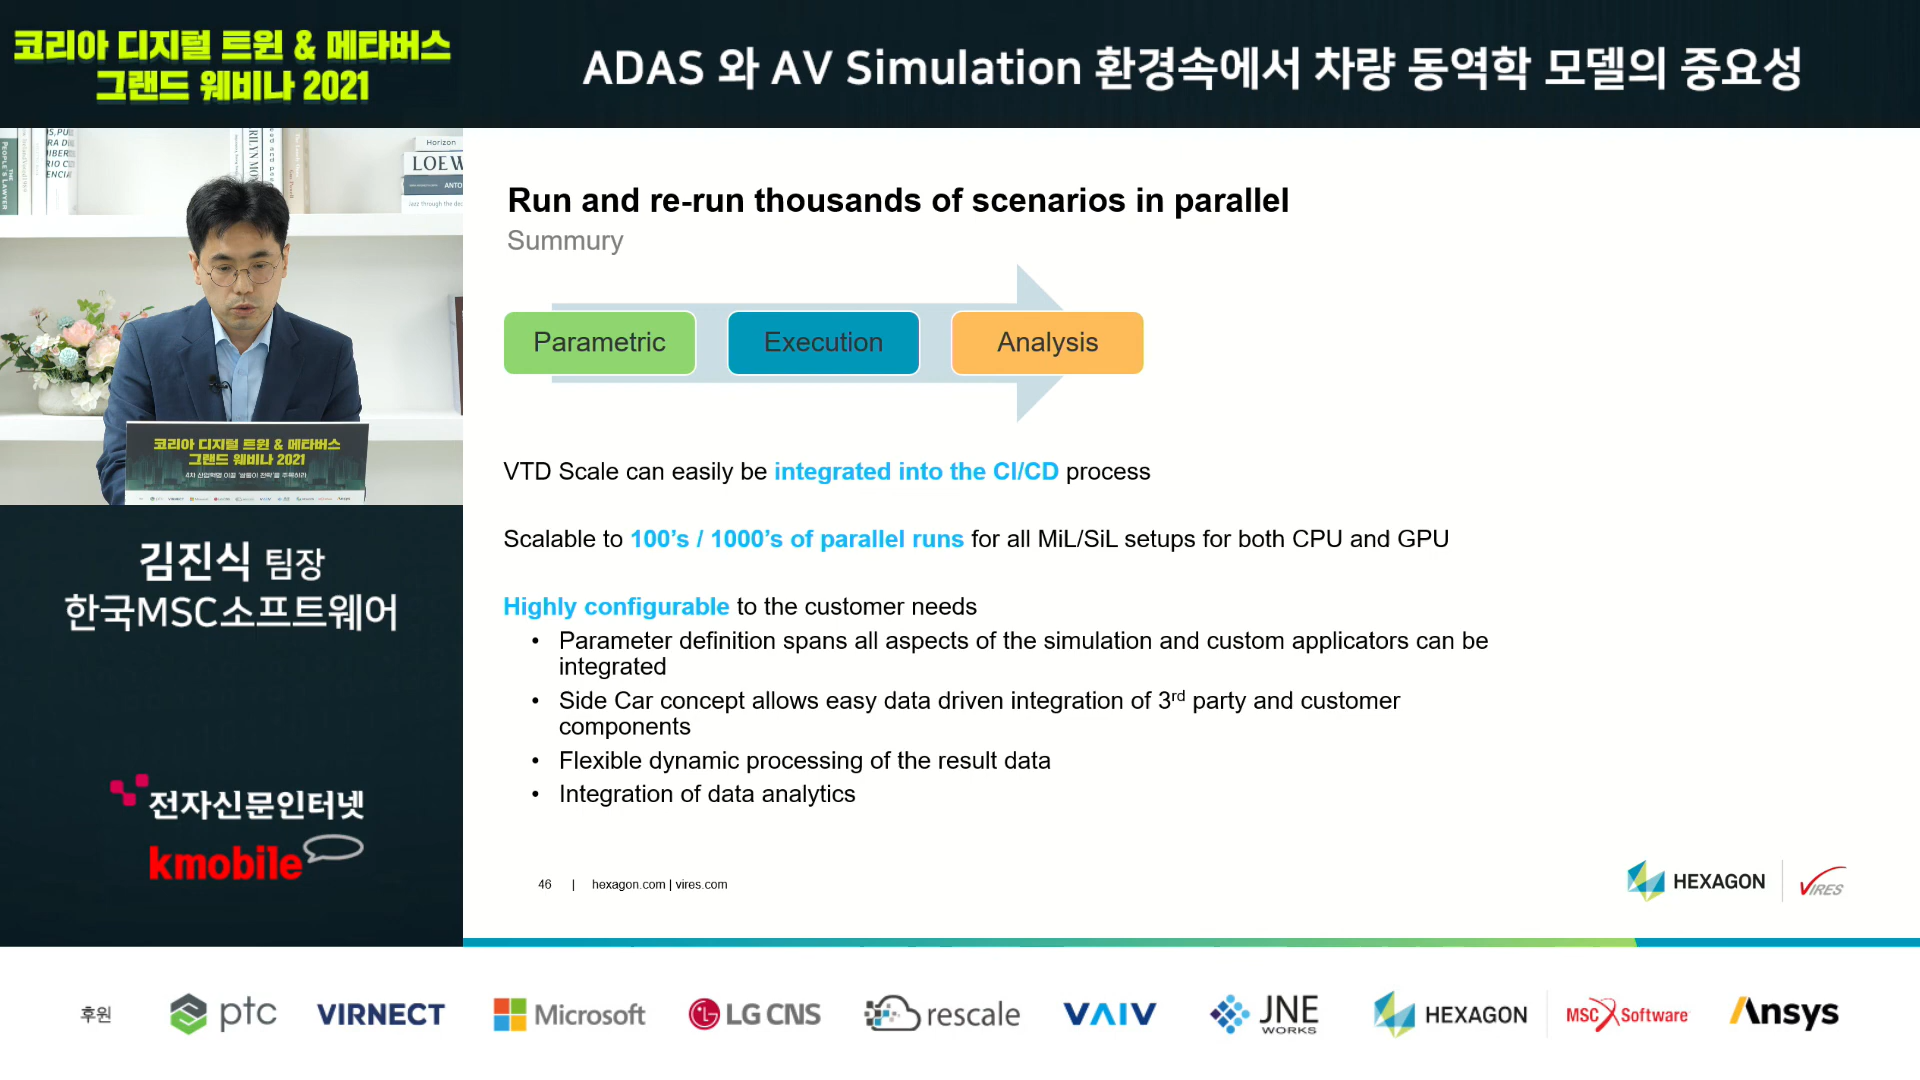 코리아 디지털 트윈 & 메타버스
그랜드 웨비나 2021
ADAS 와 AV Simulation 환경속에서 차량 동역학 모델의 중요성
PEOPLE'S LAWYER
Horizon
LOEW
ANTO
코리아 디지털 트윈 & 메타버스
그랜드 웨비나 2021
김진식 팀장
한국MSC소프트웨어
전자신문인터넷
kmobile
Run and re-run thousands of scenarios in parallel
Summury
Parametric
Execution
Analysis
VTD Scale can easily be integrated into the CI/CD process
Scalable to 100's / 1000's of parallel runs for all MiL/SiL setups for both CPU and GPU
Highly configurable to the customer needs
• Parameter definition spans all aspects of the simulation and custom applicators can be
integrated
• Side Car concept allows easy data driven integration of 3rd party and customer
components
• Flexible dynamic processing of the result data
• Integration of data analytics
46 | hexagon.com | vires.com
HEXAGON
VIRES
후원
ptc
VIRNECT
Microsoft
LG CNS
rescale
VAIV
JNE
WORKS
HEXAGON
MSC Software
Ansys